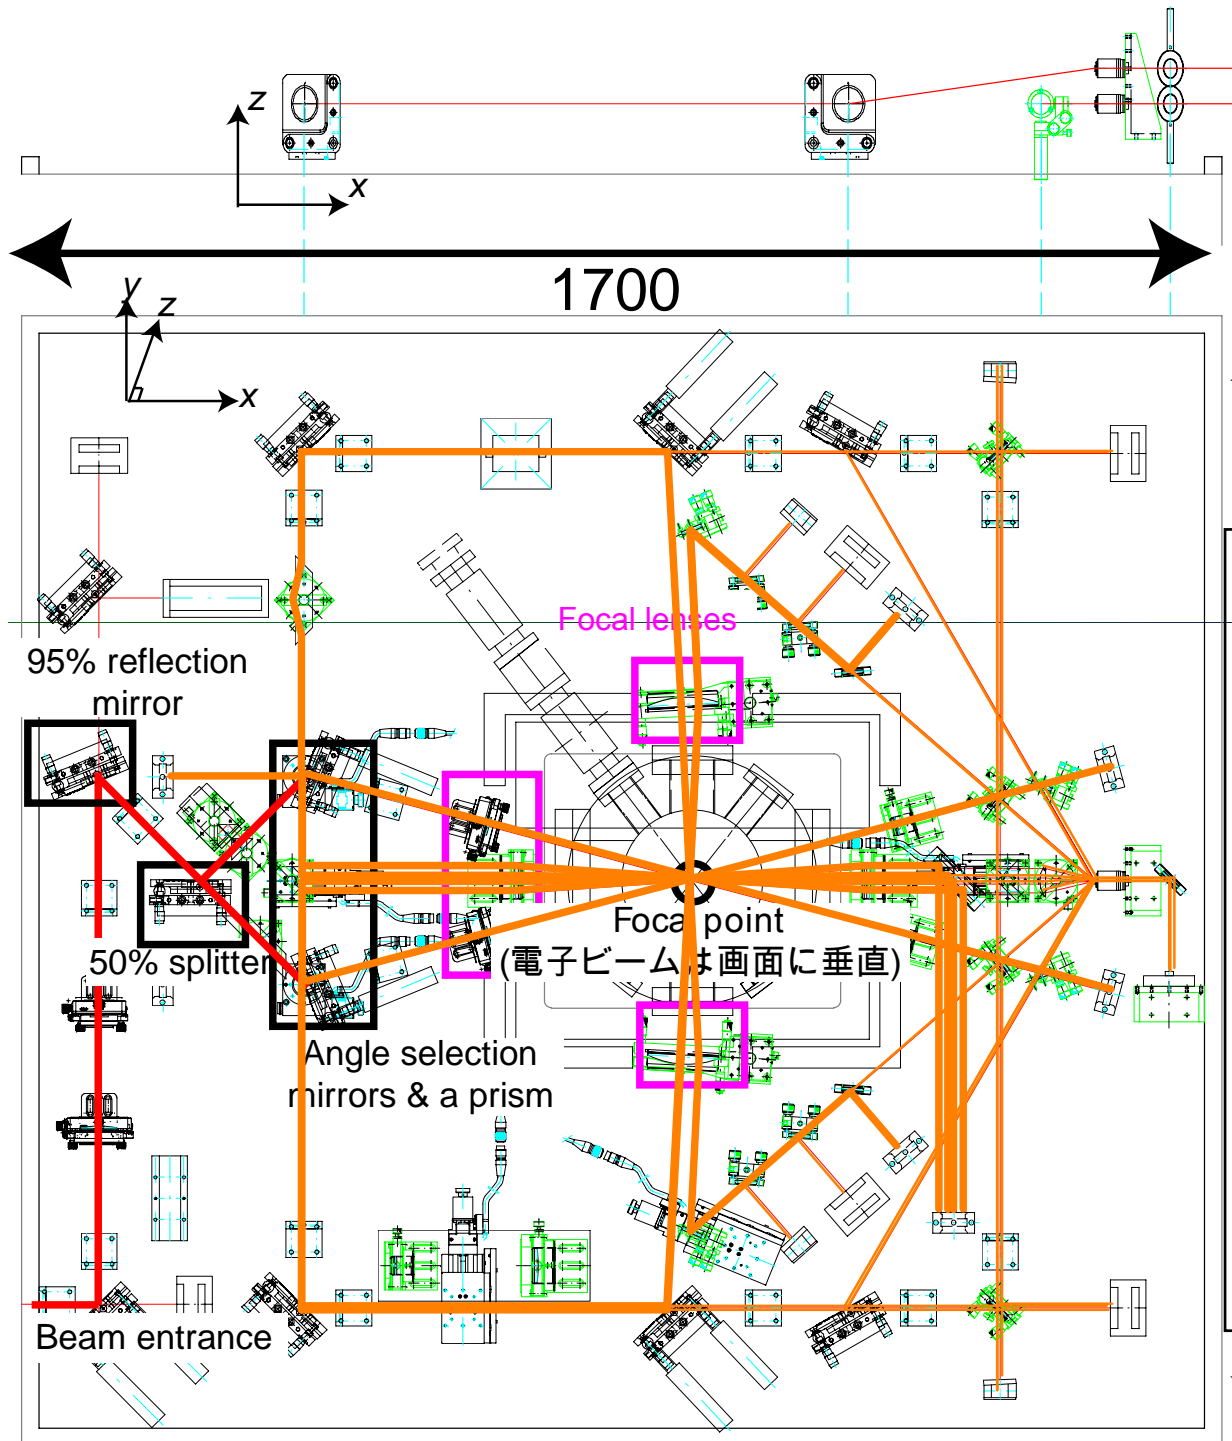 z
x
1700
y
z
x
Focal lenses
95% reflection
mirror
50% splitter
Focal point
(電子ビームは画面に垂直)
Angle selection
mirrors & a prism
Beam entrance